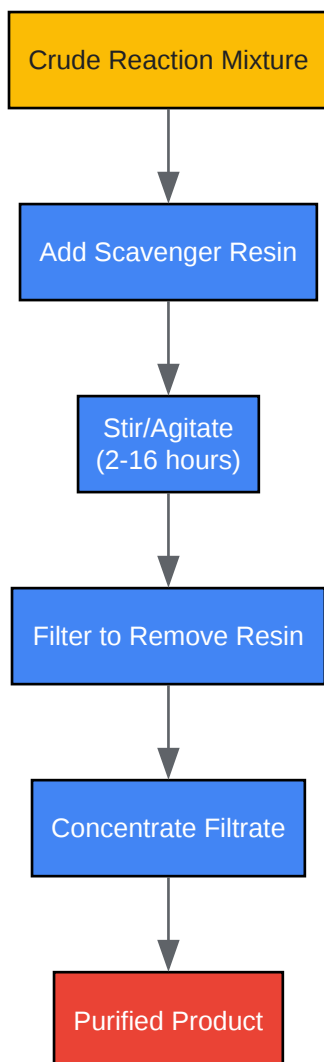 Crude Reaction Mixture
Add Scavenger Resin
Stir/Agitate
(2-16 hours)
Filter to Remove Resin
Concentrate Filtrate
Purified Product